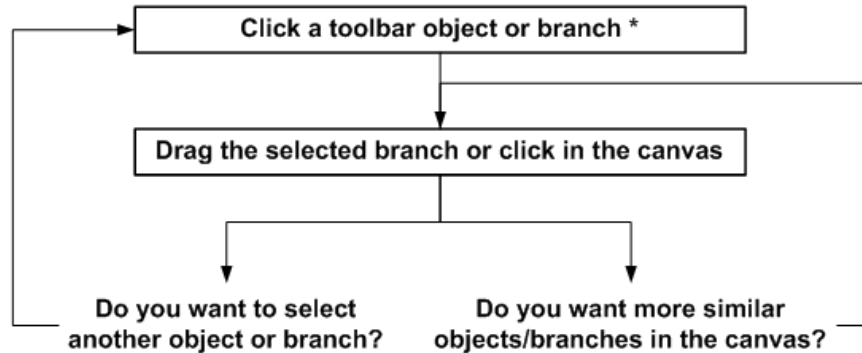 Click a toolbar object or branch *
Drag the selected branch or click in the canvas
Do you want to select
another object or branch?
Do you want more similar
objects/branches in the canvas?